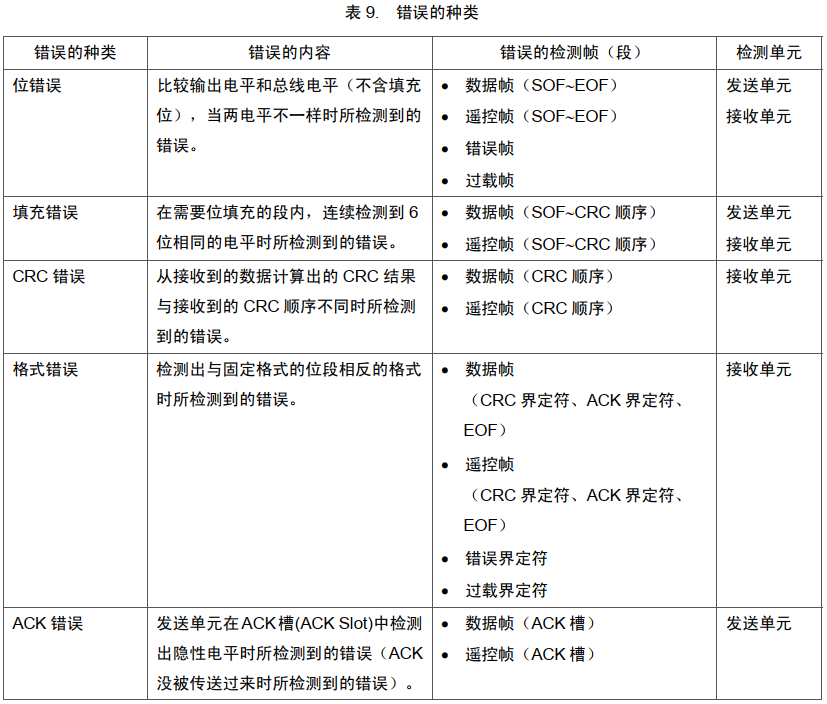 表 9. 错误的种类
错误的种类 错误的内容 错误的检测帧（段） 检测单元
位错误
比较输出电平和总线电平（不含填充
位），当两电平不一样时所检测到的
错误。
● 数据帧（SOF~EOF）
● 遥控帧（SOF~EOF）
● 错误帧
● 过载帧
发送单元
接收单元
填充错误
在需要位填充的段内，连续检测到 6
位相同的电平时所检测到的错误。
● 数据帧（SOF~CRC 顺序）
● 遥控帧（SOF~CRC 顺序）
发送单元
接收单元
CRC 错误
从接收到的数据计算出的 CRC 结果
与接收到的 CRC 顺序不同时所检测
到的错误。
● 数据帧（CRC 顺序）
● 遥控帧（CRC 顺序）
接收单元
格式错误
检测出与固定格式的位段相反的格式
时所检测到的错误。
● 数据帧
（CRC 界定符、ACK 界定符、
EOF）
● 遥控帧
（CRC 界定符、ACK 界定符、
EOF）
● 错误界定符
● 过载界定符
接收单元
ACK 错误
发送单元在 ACK 槽(ACK Slot)中检测
出隐性电平时所检测到的错误（ACK
没被传送过来时所检测到的错误）。
● 数据帧（ACK 槽）
● 遥控帧（ACK 槽）
发送单元